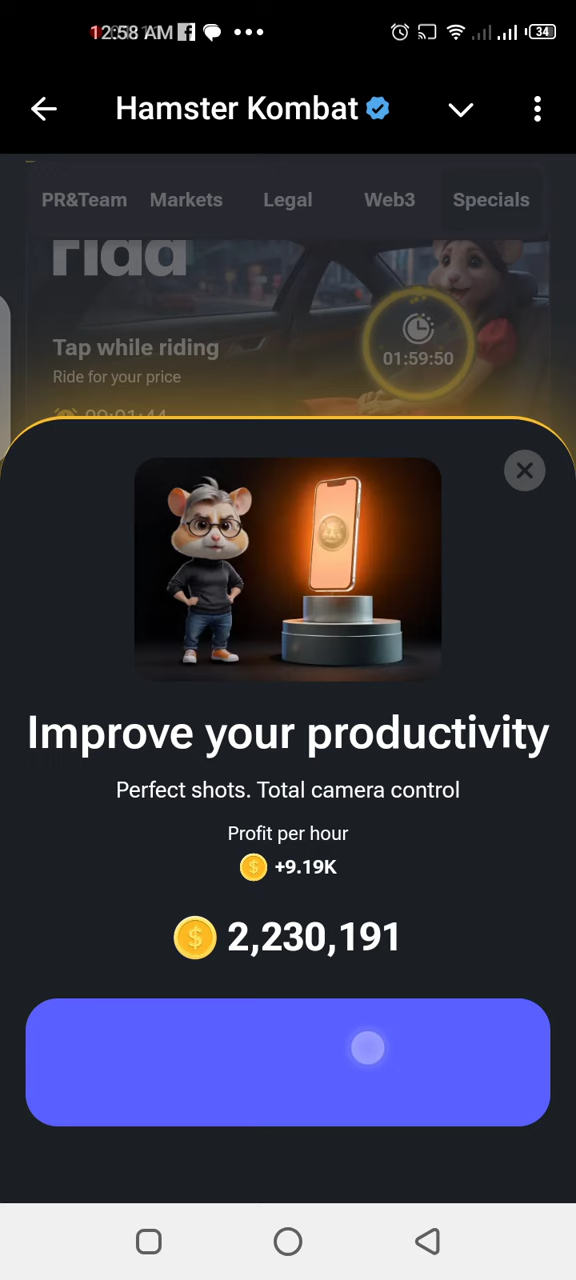 12:58 AM
34
Hamster Kombat
PR&Team Markets Legal Web3 Specials
Tap while riding
Ride for your price
01:59:50
Improve your productivity
Perfect shots. Total camera control
Profit per hour
+9.19K
2,230,191